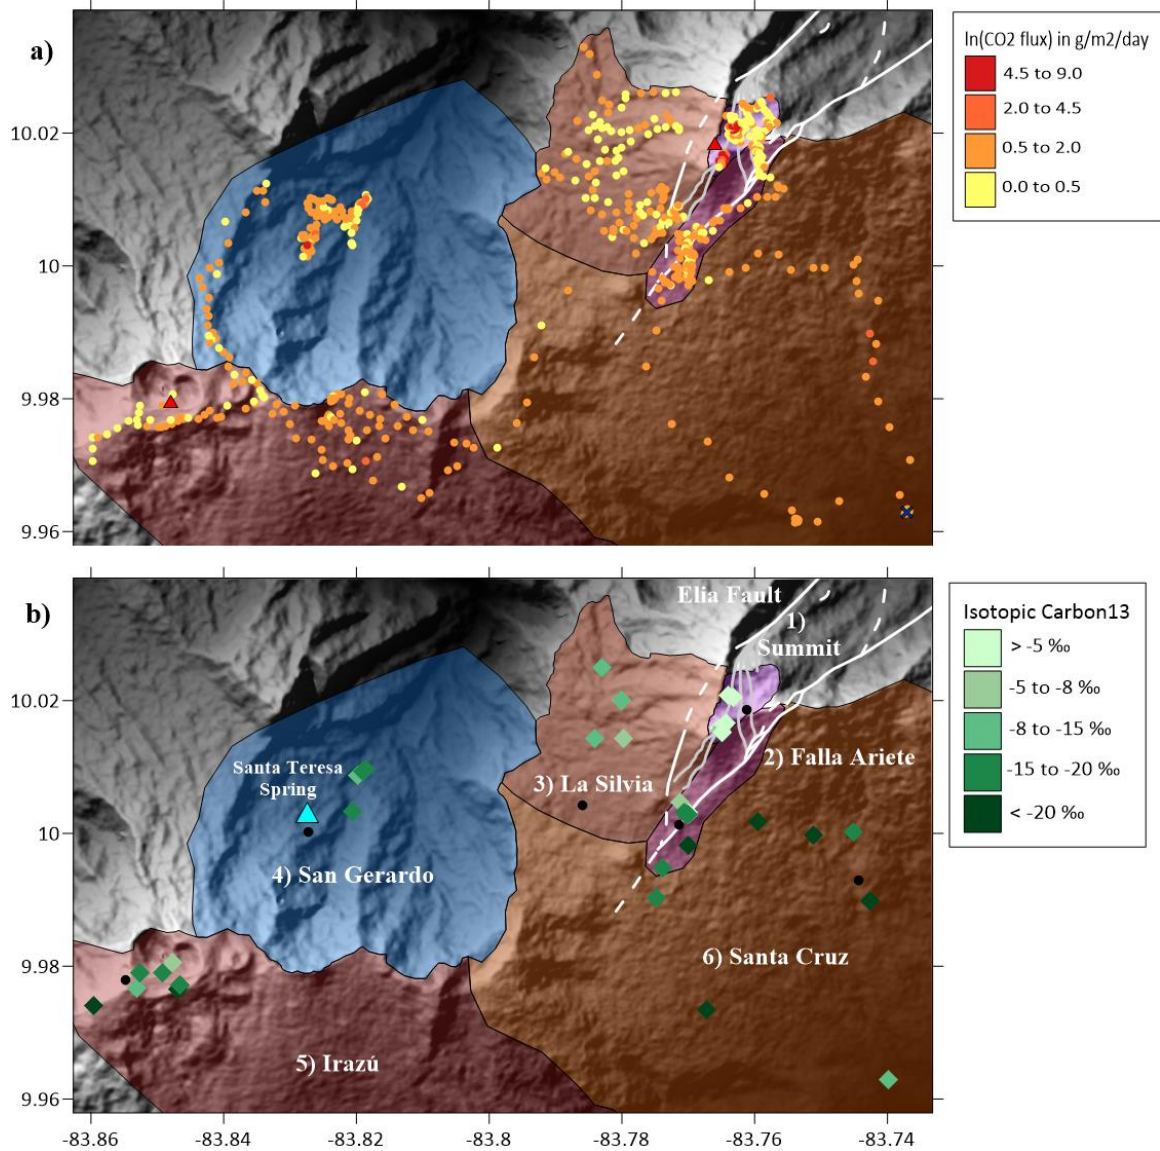 a)
ln(CO2 flux) in g/m2/day
4.5 to 9.0
2.0 to 4.5
0.5 to 2.0
0.0 to 0.5
10.02
10
9.98
9.96
b)
Isotopic Carbon13
> -5 ‰
-5 to -8 ‰
-8 to -15 ‰
-15 to -20 ‰
< -20 ‰
Elia Fault
1)
Summit
2) Falla Ariete
3) La Silvia
Santa Teresa
Spring
4) San Gerardo
6) Santa Cruz
5) Irazú
10.02
10
9.98
9.96
-83.86
-83.84
-83.82
-83.8
-83.78
-83.76
-83.74